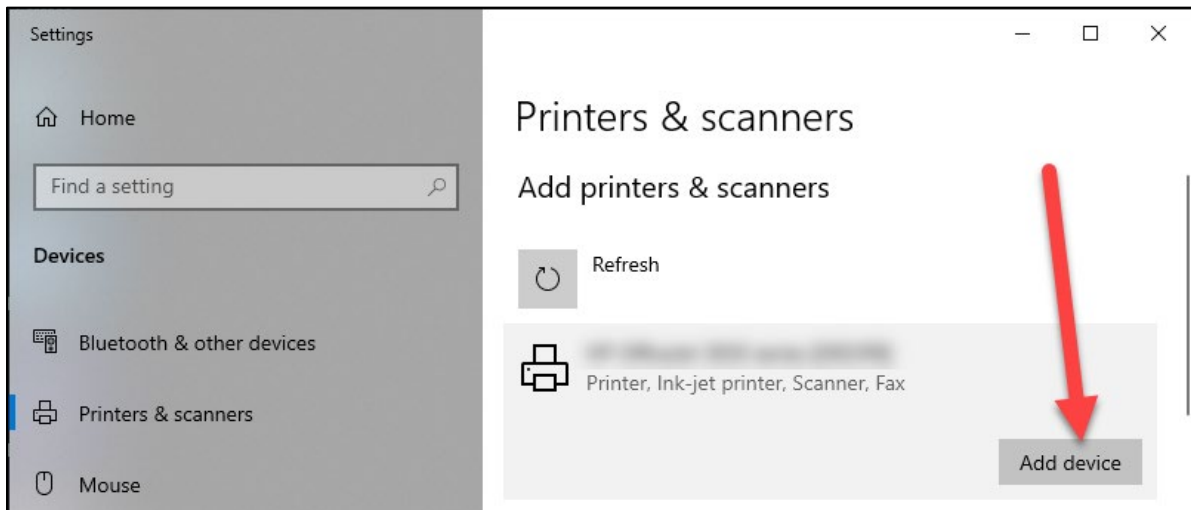 Settings
Home
Find a setting
Devices
Bluetooth & other devices
Printers & scanners
Mouse
Printers & scanners
Add printers & scanners
Refresh
Printer, Ink-jet printer, Scanner, Fax
Add device